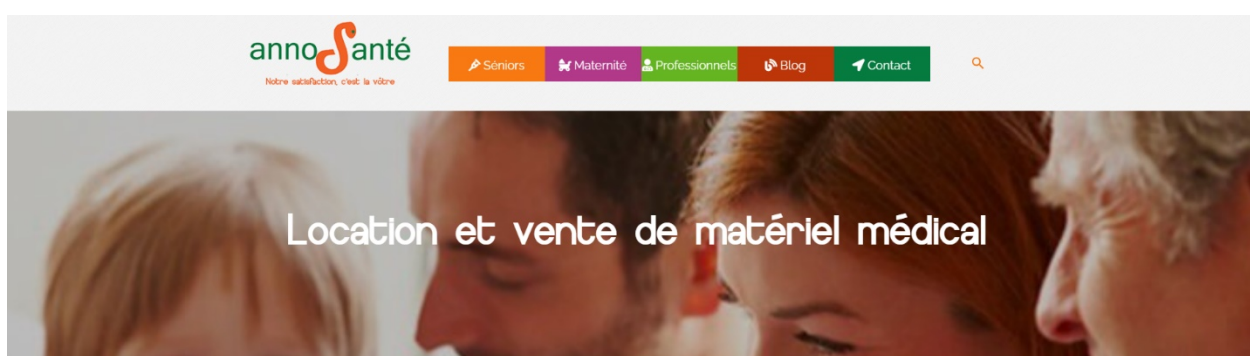 annoSanté
Notre satisfaction, c'est la vôtre
Séniors
Maternité
Professionnels
Blog
Contact
Location et vente de matériel médical